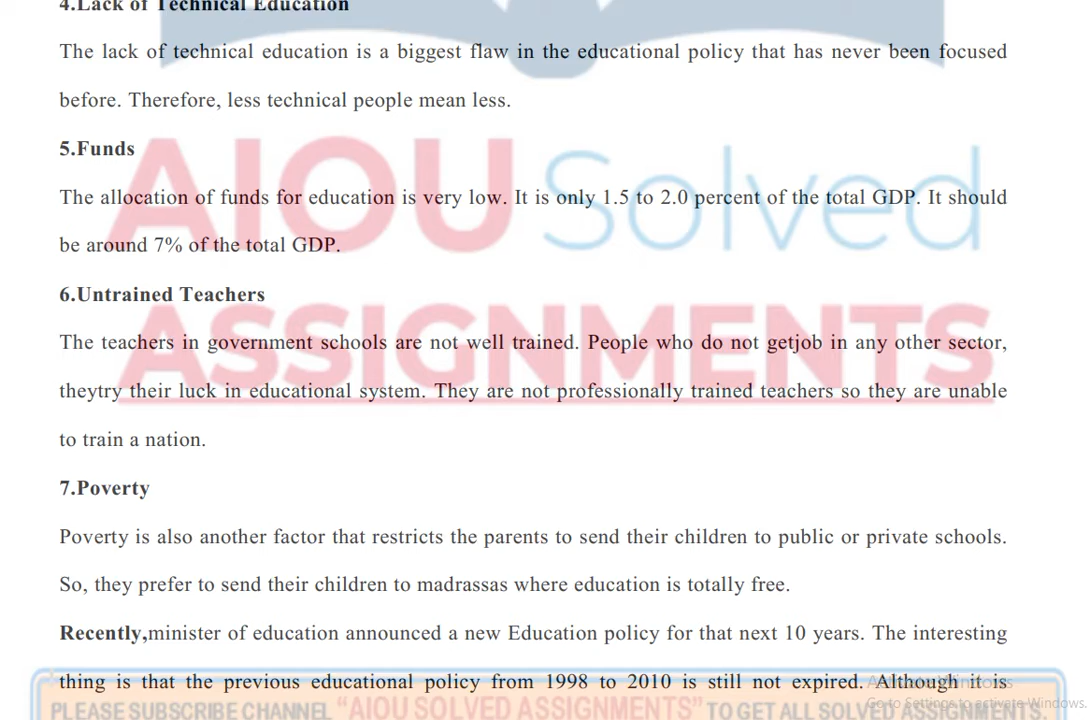 4.Lack of Technical Education
The lack of technical education is a biggest flaw in the educational policy that has never been focused
before. Therefore, less technical people mean less.
5.Funds
The allocation of funds for education is very low. It is only 1.5 to 2.0 percent of the total GDP. It should
be around 7% of the total GDP.
6.Untrained Teachers
The teachers in government schools are not well trained. People who do not getjob in any other sector,
theytry their luck in educational system. They are not professionally trained teachers so they are unable
to train a nation.
7.Poverty
Poverty is also another factor that restricts the parents to send their children to public or private schools.
So, they prefer to send their children to madrassas where education is totally free.
Recently,minister of education announced a new Education policy for that next 10 years. The interesting
thing is that the previous educational policy from 1998 to 2010 is still not expired. Although it is
AIOU Solved
ASSIGNMENTS
Activate Windows
Go to Settings to activate Windows.
PLEASE SUBSCRIBE CHANNEL "AIOU SOLVED ASSIGNMENTS" TO GET ALL SOLVED ASSIGNMENTS